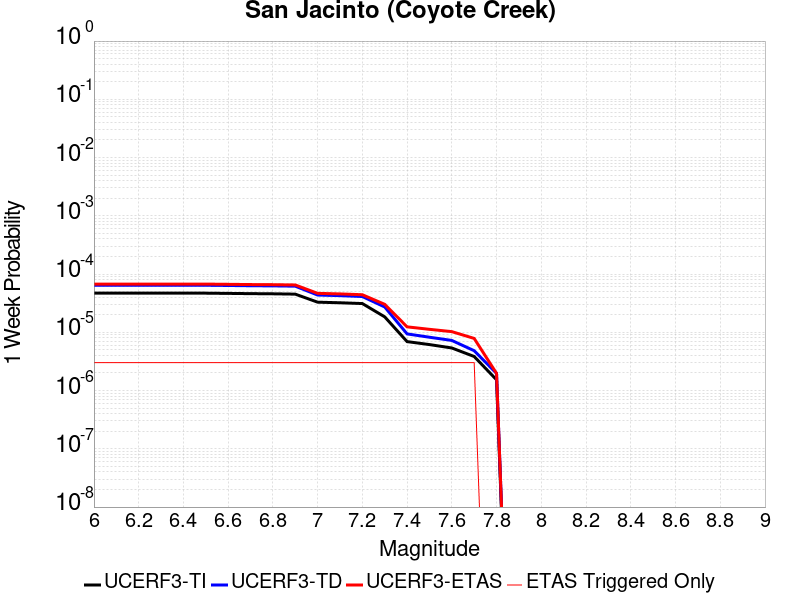 San Jacinto (Coyote Creek)
10^0
10^-1
10^-2
10^-3
10^-4
10^-5
10^-6
10^-7
10^-8
1 Week Probability
6 6.2 6.4 6.6 6.8 7 7.2 7.4 7.6 7.8 8 8.2 8.4 8.6 8.8 9
Magnitude
UCERF3-TI UCERF3-TD UCERF3-ETAS ETAS Triggered Only